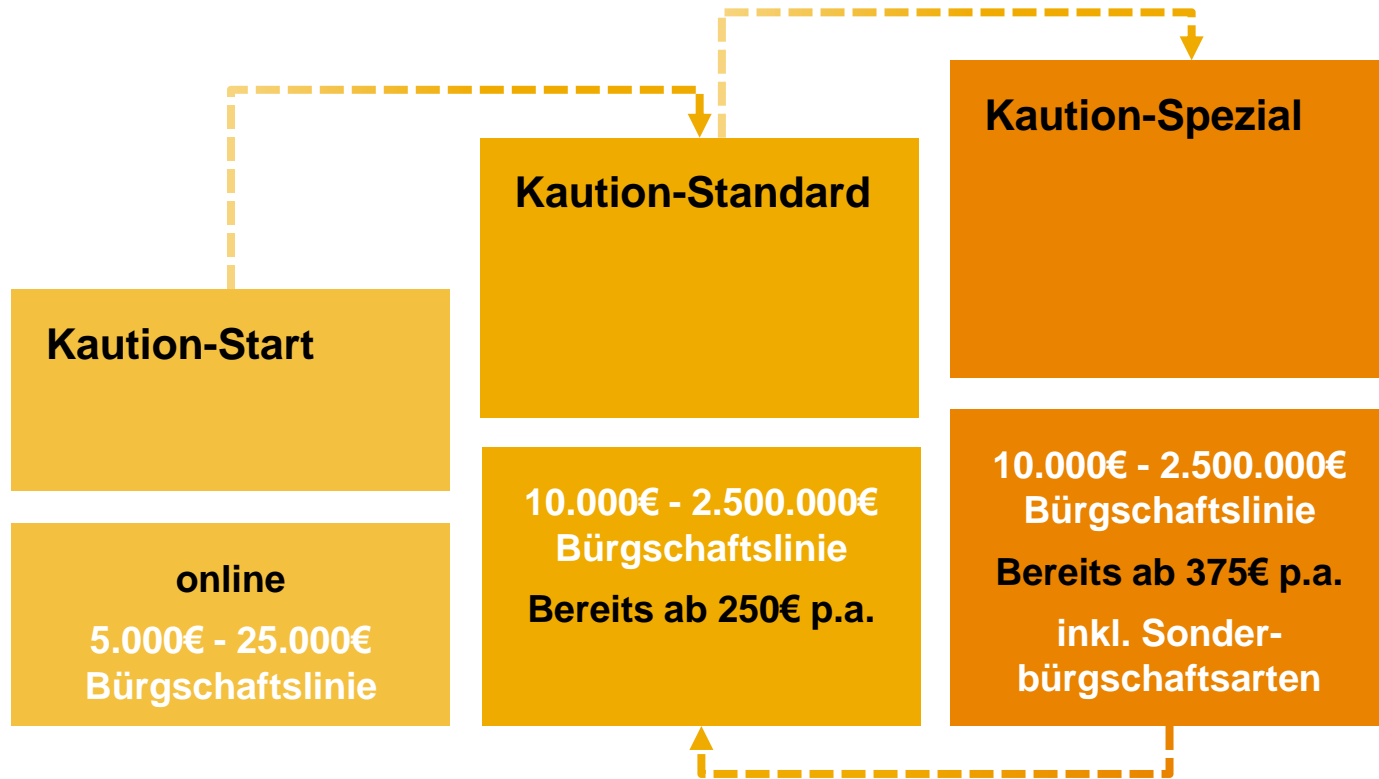 Kaution-Start
online
5.000€ - 25.000€
Bürgschaftslinie
Kaution-Standard
10.000€ - 2.500.000€
Bürgschaftslinie
Bereits ab 250€ p.a.
Kaution-Spezial
10.000€ - 2.500.000€
Bürgschaftslinie
Bereits ab 375€ p.a.
inkl. Sonder-
bürgschaftsarten